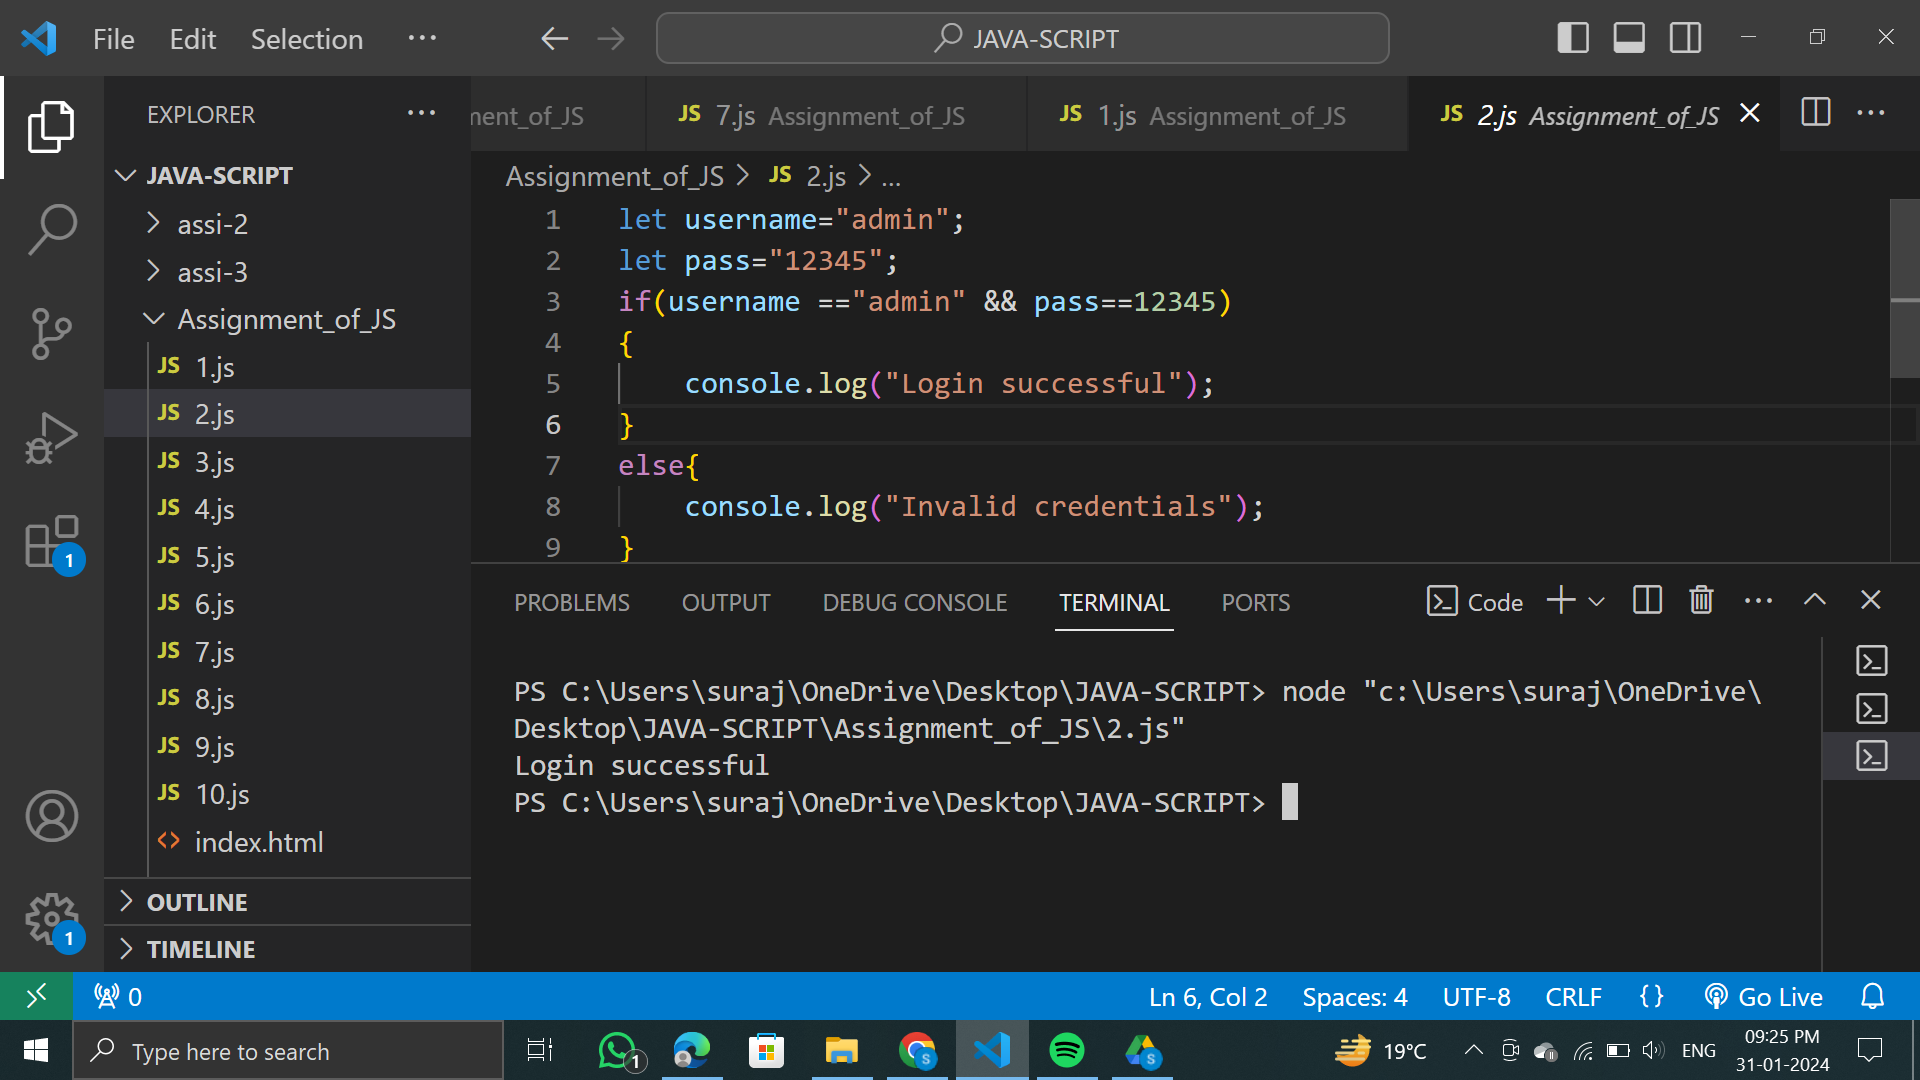 File Edit Selection ···
JAVA-SCRIPT
EXPLORER ···
JAVA-SCRIPT
assi-2
assi-3
Assignment_of_JS
JS 1.js
JS 2.js
JS 3.js
JS 4.js
JS 5.js
JS 6.js
JS 7.js
JS 8.js
JS 9.js
JS 10.js
<> index.html
OUTLINE
TIMELINE
1
1
JS 7.js Assignment_of_JS
JS 1.js Assignment_of_JS
JS 2.js Assignment_of_JS
Assignment_of_JS > JS 2.js > ...
1 let username="admin";
2 let pass="12345";
3 if(username =="admin" && pass==12345)
4 {
5 console.log("Login successful");
6 }
7 else{
8 console.log("Invalid credentials");
9 }
PROBLEMS OUTPUT DEBUG CONSOLE TERMINAL PORTS Code
PS C:\Users\suraj\OneDrive\Desktop\JAVA-SCRIPT> node "c:\Users\suraj\OneDrive\
Desktop\JAVA-SCRIPT\Assignment_of_JS\2.js"
Login successful
PS C:\Users\suraj\OneDrive\Desktop\JAVA-SCRIPT>
0 Ln 6, Col 2 Spaces: 4 UTF-8 CRLF {} Go Live
Type here to search
1
S
S
19°C
ENG
09:25 PM
31-01-2024